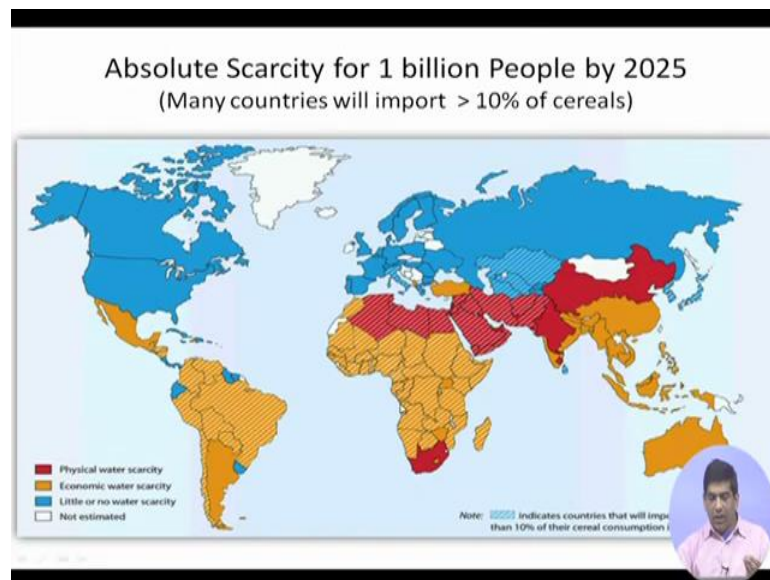 Absolute Scarcity for 1 billion People by 2025
(Many countries will import > 10% of cereals)
Physical water scarcity
Economic water scarcity
Little or no water scarcity
Not estimated
Note: indicates countries that will
than 10% of their cereal consumption